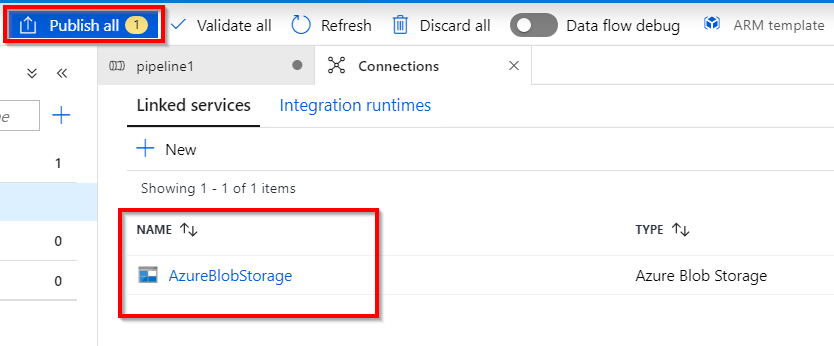 Publish all 1 Validate all Refresh Discard all Data flow debug ARM template
pipeline1 Connections
Linked services Integration runtimes
New
1
Showing 1 - 1 of 1 items
NAME TYPE
0
AzureBlobStorage Azure Blob Storage
0